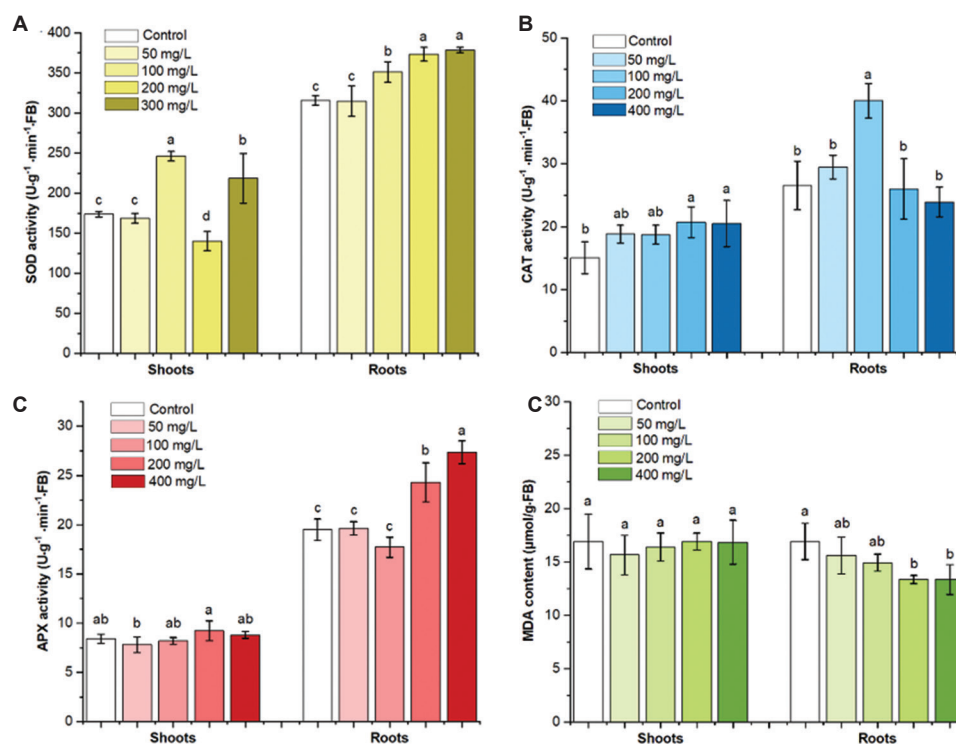 A
Control
50 mg/L
100 mg/L
200 mg/L
300 mg/L
SOD activity (U·g⁻¹ ·min⁻¹·FB)
400
350
300
250
200
150
100
50
0
c c a d b
c c b a a
Shoots Roots
B
Control
50 mg/L
100 mg/L
200 mg/L
400 mg/L
CAT activity (U·g⁻¹ ·min⁻¹·FB)
50
40
30
20
10
0
b ab ab a a
b b a b b
Shoots Roots
C
Control
50 mg/L
100 mg/L
200 mg/L
400 mg/L
APX activity (U·g⁻¹ ·min⁻¹·FB)
30
25
20
15
10
5
0
ab b ab a ab
c c c b a
Shoots Roots
C
Control
50 mg/L
100 mg/L
200 mg/L
400 mg/L
MDA content (μmol/g-FB)
30
25
20
15
10
5
0
a a a a a
a ab ab b b
Shoots Roots